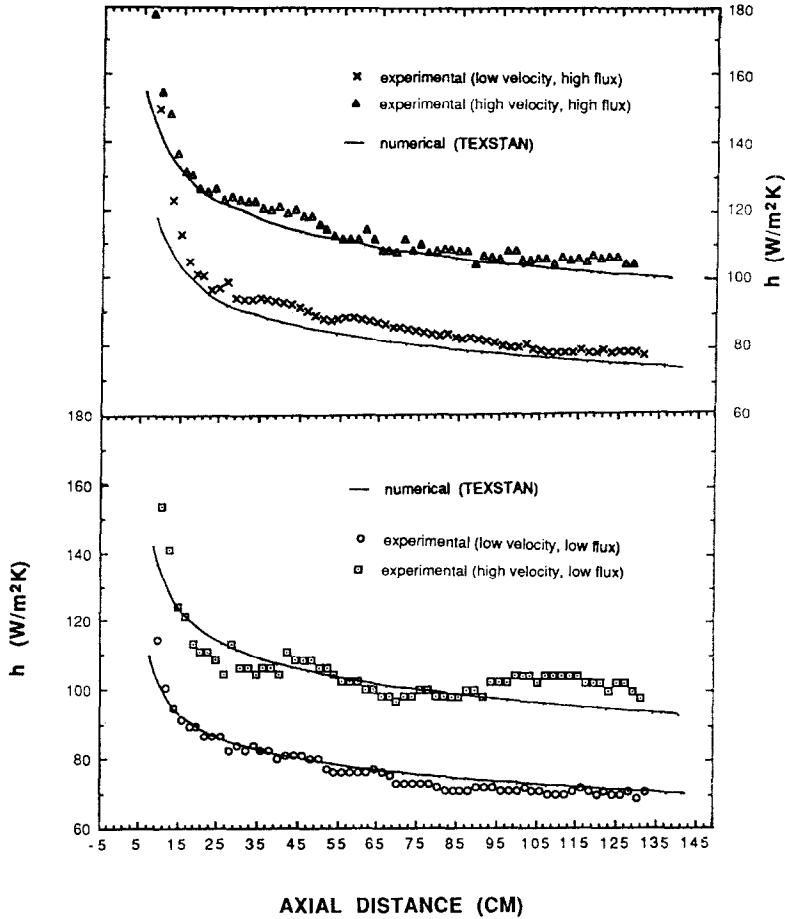 180
160
140
120
100
80
60
h (W/m²K)
experimental (low velocity, high flux)
experimental (high velocity, high flux)
numerical (TEXSTAN)
180
160
140
120
100
80
60
h (W/m²K)
numerical (TEXSTAN)
experimental (low velocity, low flux)
experimental (high velocity, low flux)
-5 5 15 25 35 45 55 65 75 85 95 105 115 125 135 145
AXIAL DISTANCE (CM)